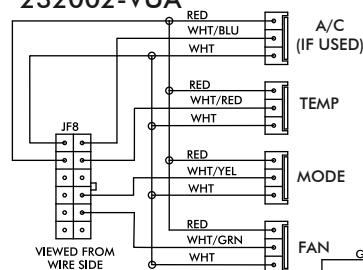 232002-VUA
RED
WHT/BLU
WHT
A/C
(IF USED)
RED
WHT/RED
WHT
TEMP
JF8
RED
WHT/YEL
WHT
MODE
RED
WHT/GRN
WHT
FAN
VIEWED FROM
WIRE SIDE
G